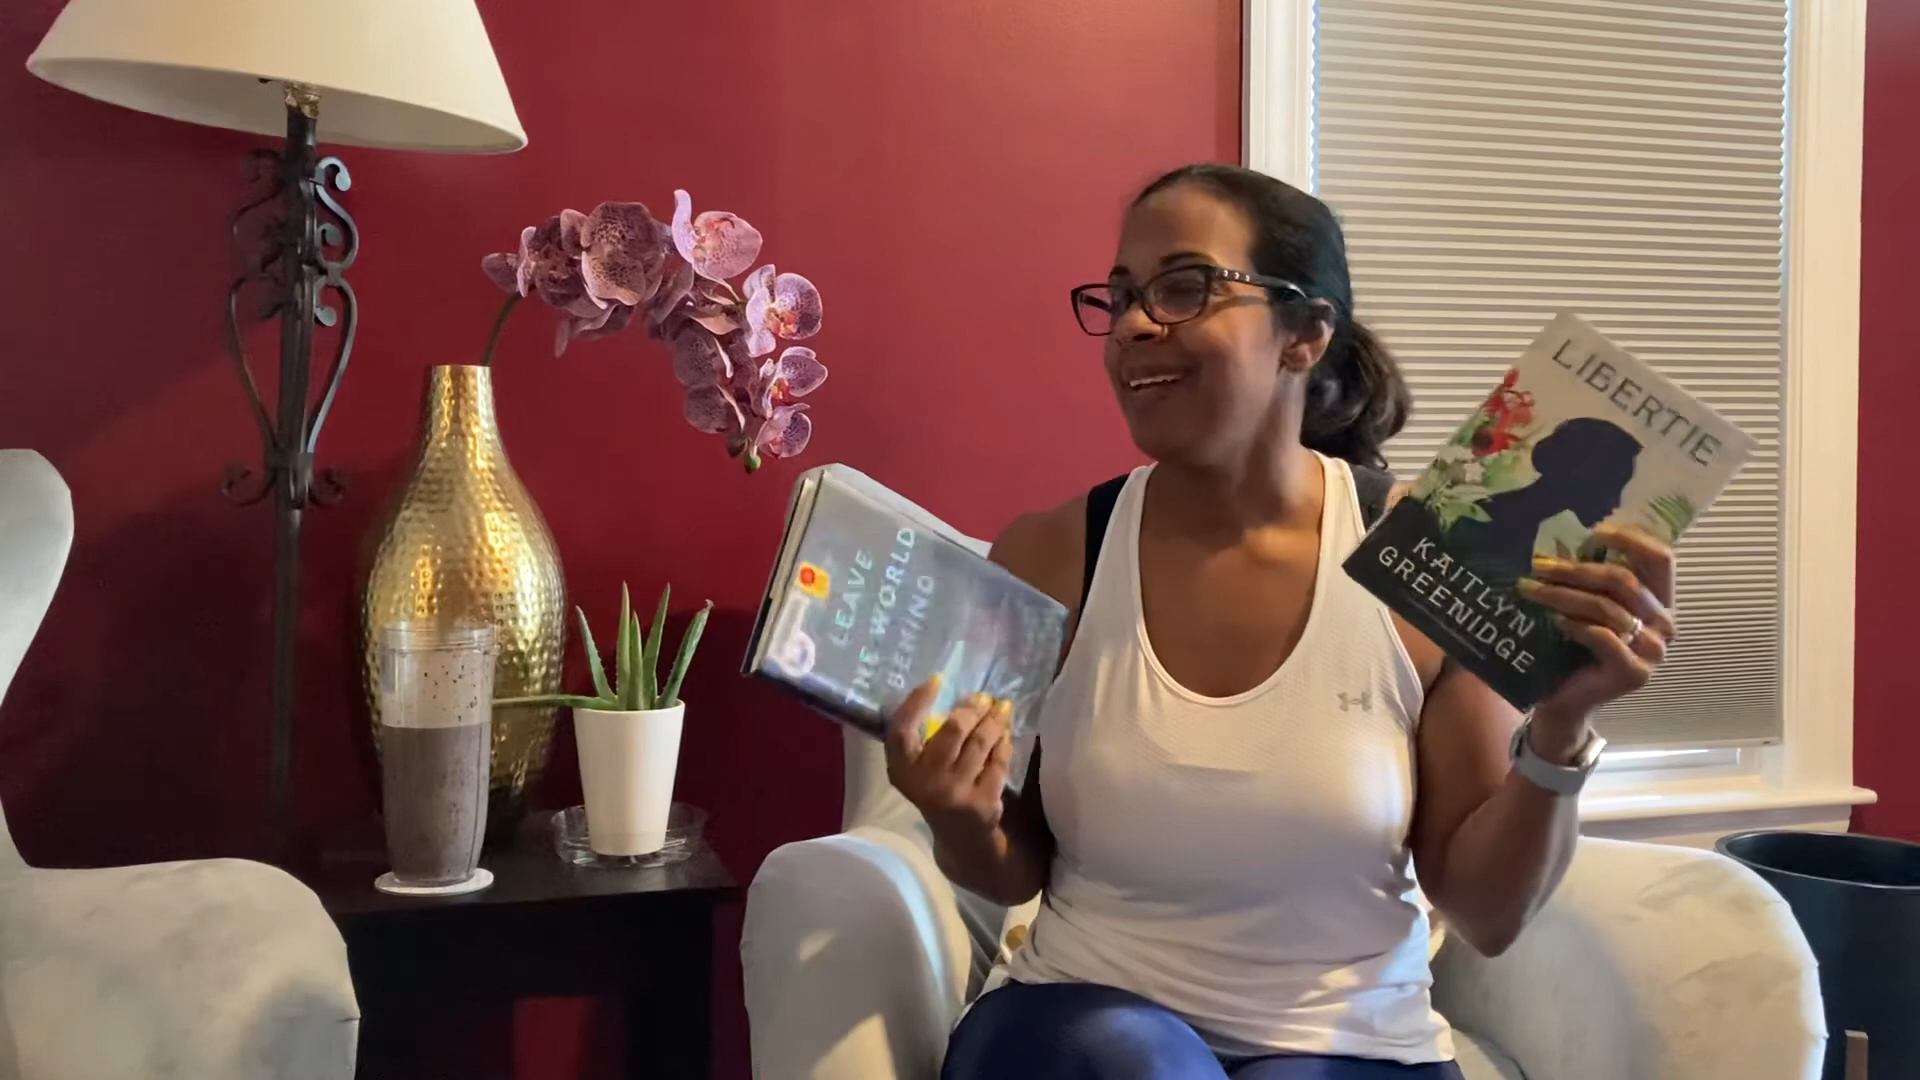 LEAVE
THE WORLD
BEHIND
LIBERTIE
KAITLYN
GREENIDGE